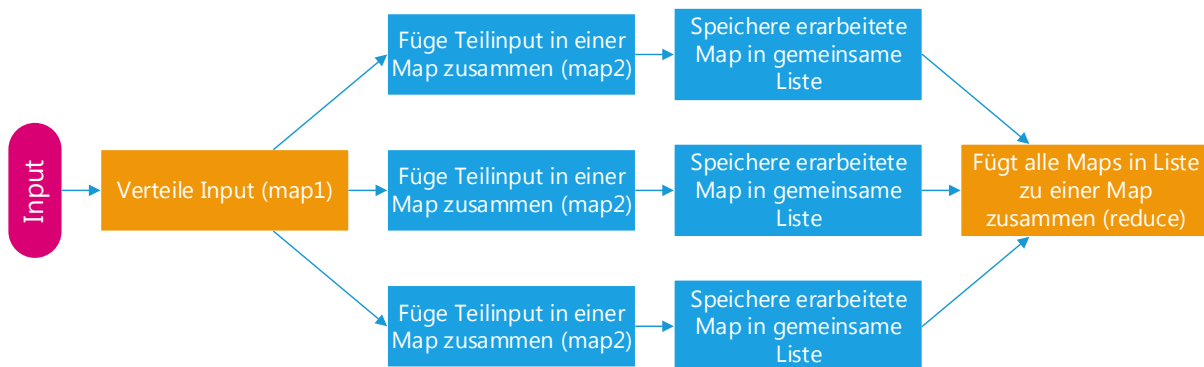 Input
Verteile Input (map1)
Füge Teilinput in einer
Map zusammen (map2)
Speichere erarbeitete
Map in gemeinsame
Liste
Füge Teilinput in einer
Map zusammen (map2)
Speichere erarbeitete
Map in gemeinsame
Liste
Füge Teilinput in einer
Map zusammen (map2)
Speichere erarbeitete
Map in gemeinsame
Liste
Fügt alle Maps in Liste
zu einer Map
zusammen (reduce)